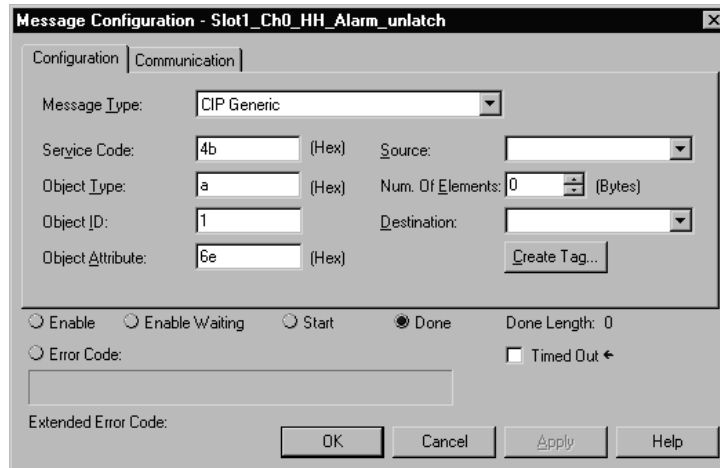 Message Configuration - Slot1_Ch0_HH_Alarm_unlatch
Configuration Communication
Message Type: CIP Generic
Service Code: 4b (Hex) Source:
Object Type: a (Hex) Num. Of Elements: 0 (Bytes)
Object ID: 1 Destination:
Object Attribute: 6e (Hex) Create Tag...
Enable Enable Waiting Start Done Done Length: 0
Error Code: Timed Out ←
Extended Error Code:
OK Cancel Apply Help